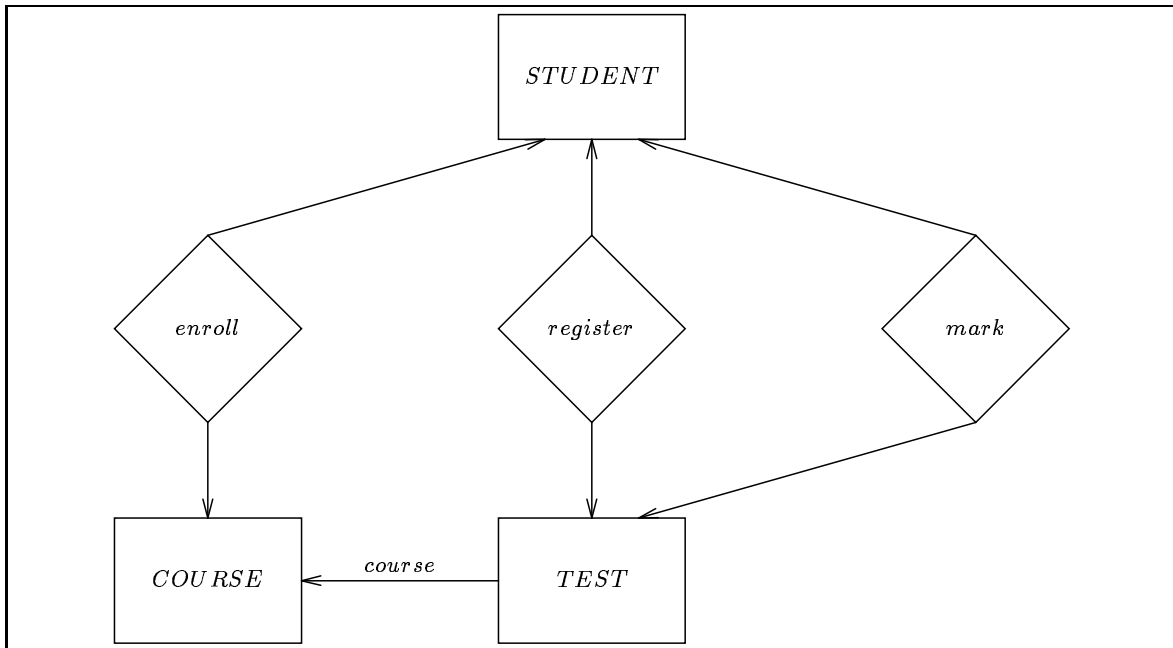 STUDENT
enroll
register
mark
COURSE
course
TEST